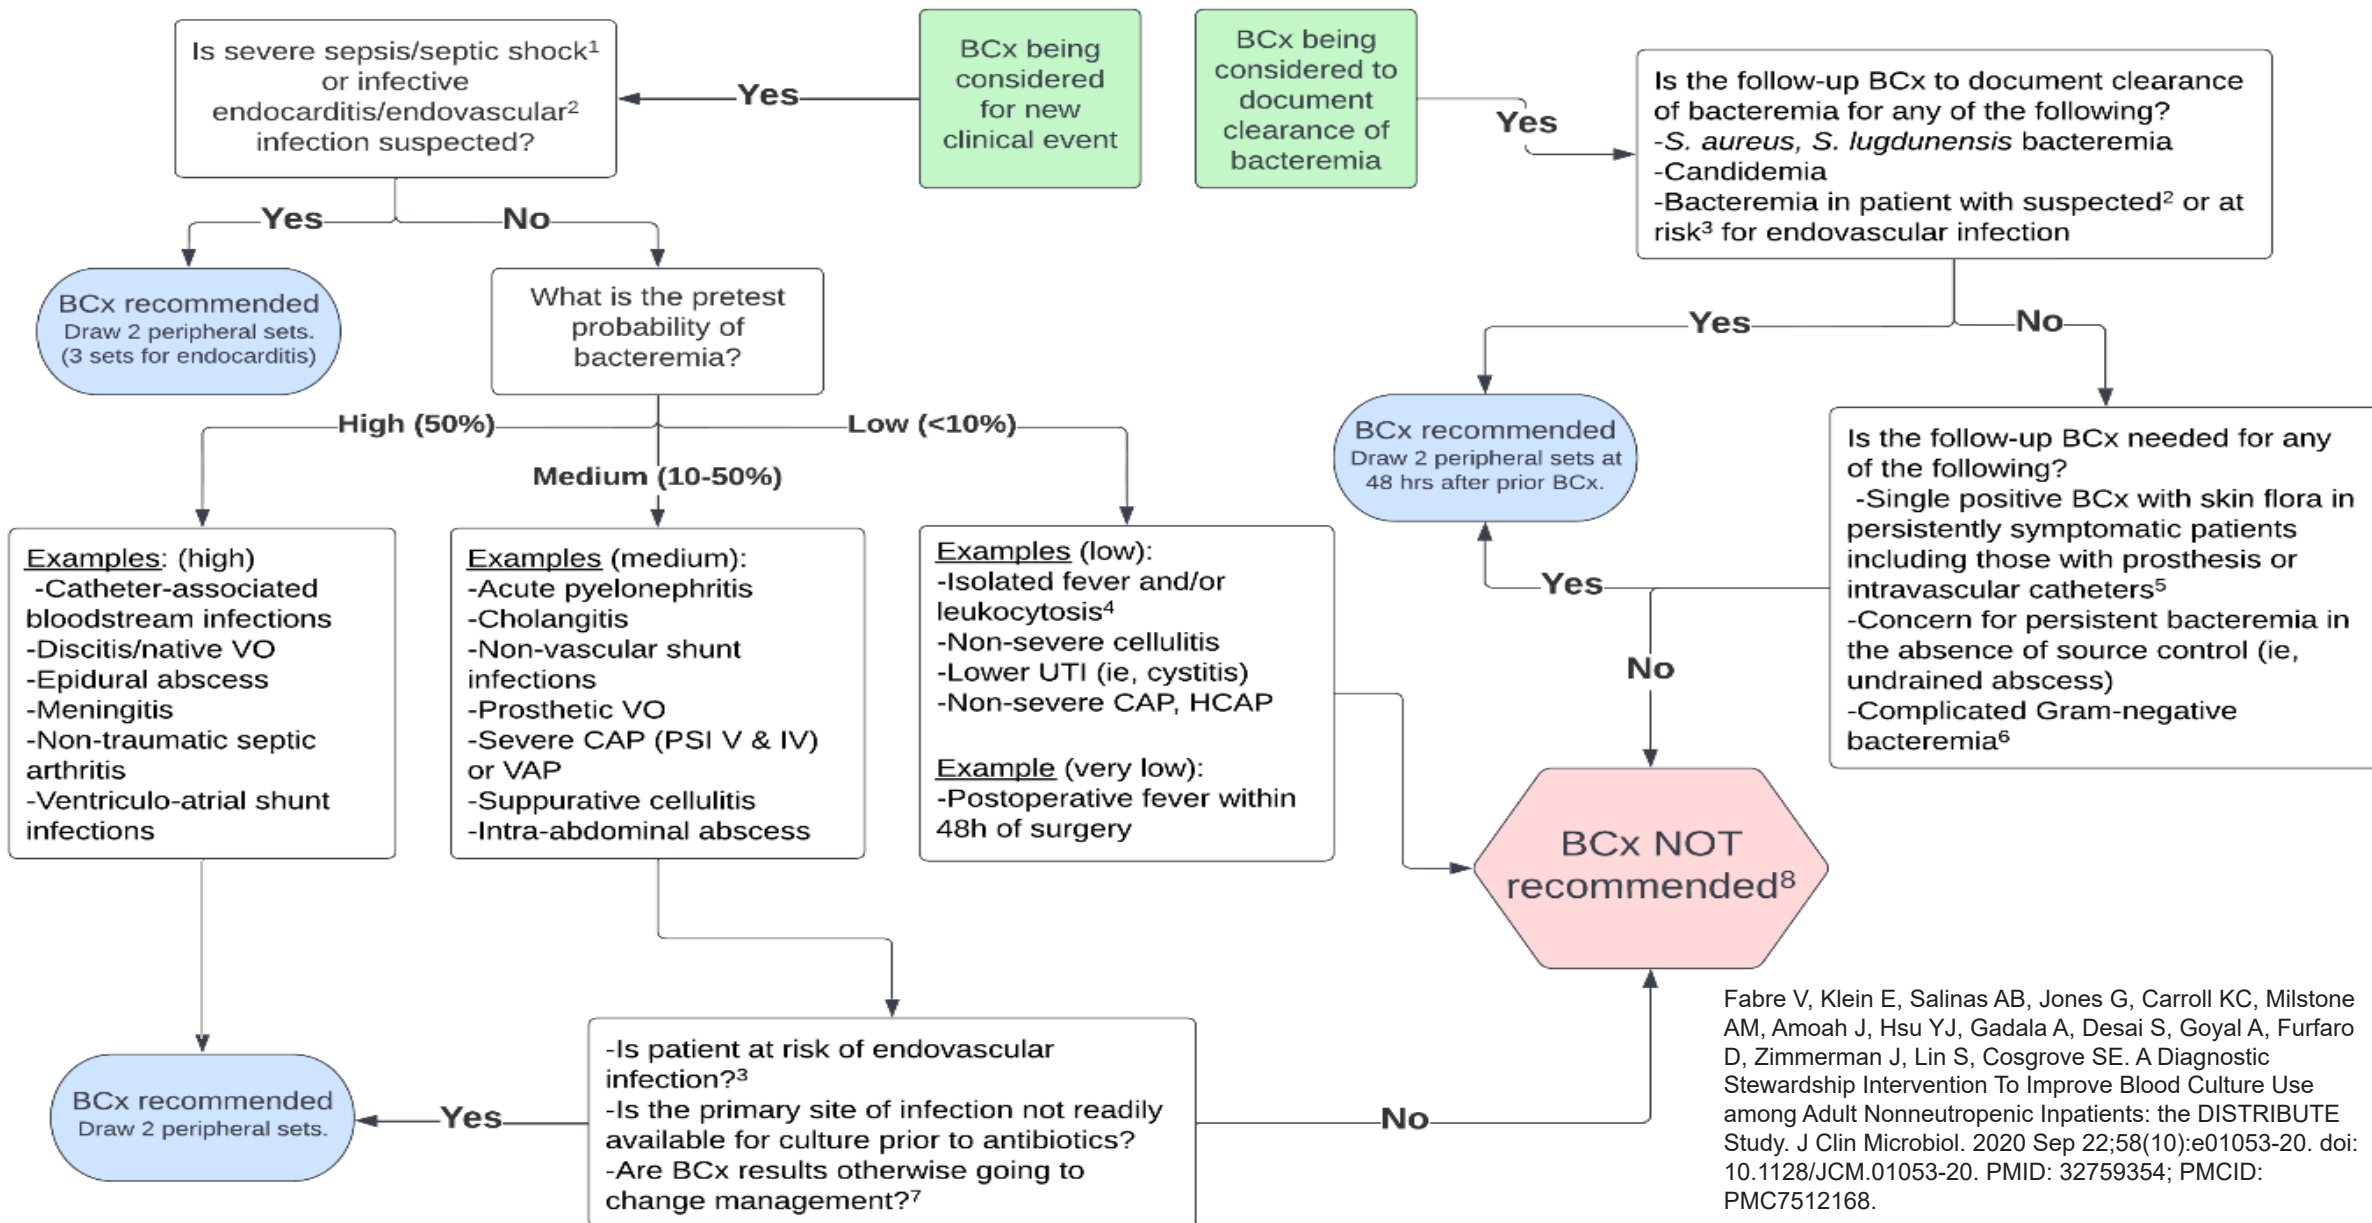 Is severe sepsis/septic shock¹
or infective
endocarditis/endovascular²
infection suspected?
Yes
BCx being
considered
for new
clinical event
BCx being
considered to
document
clearance of
bacteremia
Yes
Is the follow-up BCx to document clearance
of bacteremia for any of the following?
-S. aureus, S. lugdunensis bacteremia
-Candidemia
-Bacteremia in patient with suspected² or at
risk³ for endovascular infection
Yes
No
BCx recommended
Draw 2 peripheral sets.
(3 sets for endocarditis)
What is the pretest
probability of
bacteremia?
High (50%)
Medium (10-50%)
Low (<10%)
Examples: (high)
-Catheter-associated
bloodstream infections
-Discitis/native VO
-Epidural abscess
-Meningitis
-Non-traumatic septic
arthritis
-Ventriculo-atrial shunt
infections
Examples (medium):
-Acute pyelonephritis
-Cholangitis
-Non-vascular shunt
infections
-Prosthetic VO
-Severe CAP (PSI V & IV)
or VAP
-Suppurative cellulitis
-Intra-abdominal abscess
Examples (low):
-Isolated fever and/or
leukocytosis⁴
-Non-severe cellulitis
-Lower UTI (ie, cystitis)
-Non-severe CAP, HCAP
Example (very low):
-Postoperative fever within
48h of surgery
Yes
No
BCx recommended
Draw 2 peripheral sets at
48 hrs after prior BCx.
Is the follow-up BCx needed for any
of the following?
-Single positive BCx with skin flora in
persistently symptomatic patients
including those with prosthesis or
intravascular catheters⁵
-Concern for persistent bacteremia in
the absence of source control (ie,
undrained abscess)
-Complicated Gram-negative
bacteremia⁶
Yes
No
BCx NOT
recommended⁸
BCx recommended
Draw 2 peripheral sets.
Yes
-Is patient at risk of endovascular
infection?³
-Is the primary site of infection not readily
available for culture prior to antibiotics?
-Are BCx results otherwise going to
change management?⁷
No
Fabre V, Klein E, Salinas AB, Jones G, Carroll KC, Milstone
AM, Amoah J, Hsu YJ, Gadala A, Desai S, Goyal A, Furfaro
D, Zimmerman J, Lin S, Cosgrove SE. A Diagnostic
Stewardship Intervention To Improve Blood Culture Use
among Adult Nonneutropenic Inpatients: the DISTRIBUTE
Study. J Clin Microbiol. 2020 Sep 22;58(10):e01053-20. doi:
10.1128/JCM.01053-20. PMID: 32759354; PMCID:
PMC7512168.